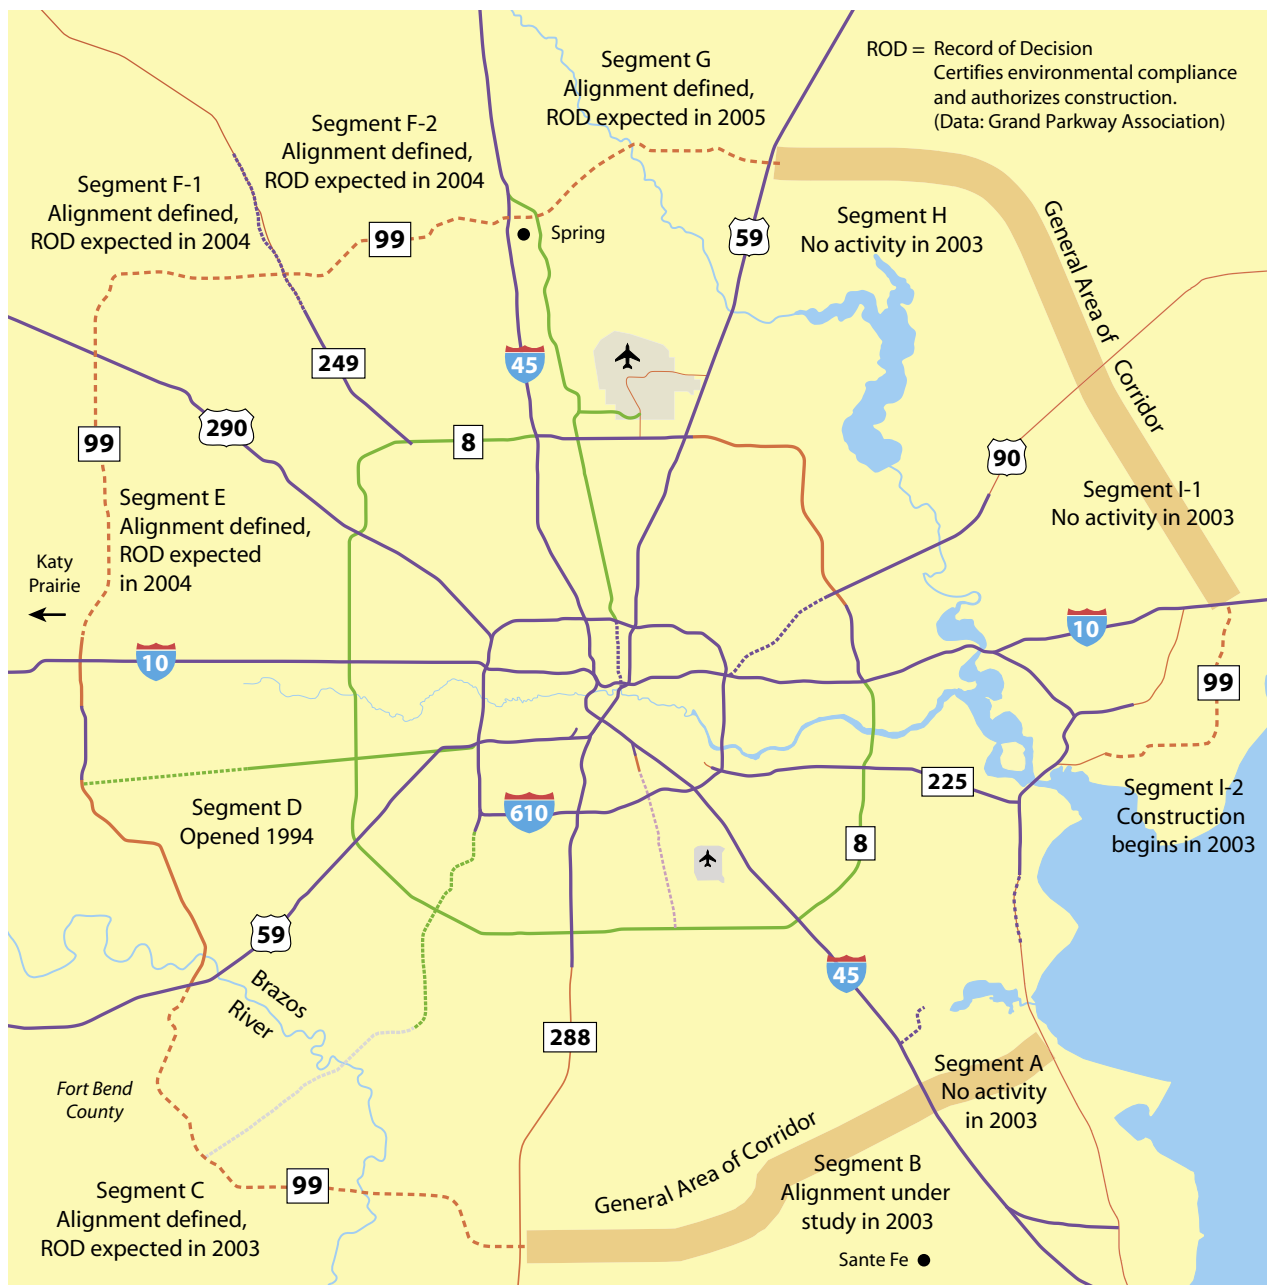 Segment G
Alignment defined,
ROD expected in 2005
ROD = Record of Decision
Certifies environmental compliance
and authorizes construction.
(Data: Grand Parkway Association)
Segment F-2
Alignment defined,
ROD expected in 2004
Segment F-1
Alignment defined,
ROD expected in 2004
99
Spring
59
Segment H
No activity in 2003
General Area of Corridor
249
45
290
8
99
90
Segment E
Alignment defined,
ROD expected
in 2004
Segment I-1
No activity in 2003
Katy
Prairie
10
10
99
225
Segment D
Opened 1994
610
Segment I-2
Construction
begins in 2003
8
59
45
Brazos
River
288
Fort Bend
County
Segment A
No activity
in 2003
General Area of Corridor
Segment B
Alignment under
study in 2003
99
Segment C
Alignment defined,
ROD expected in 2003
Sante Fe